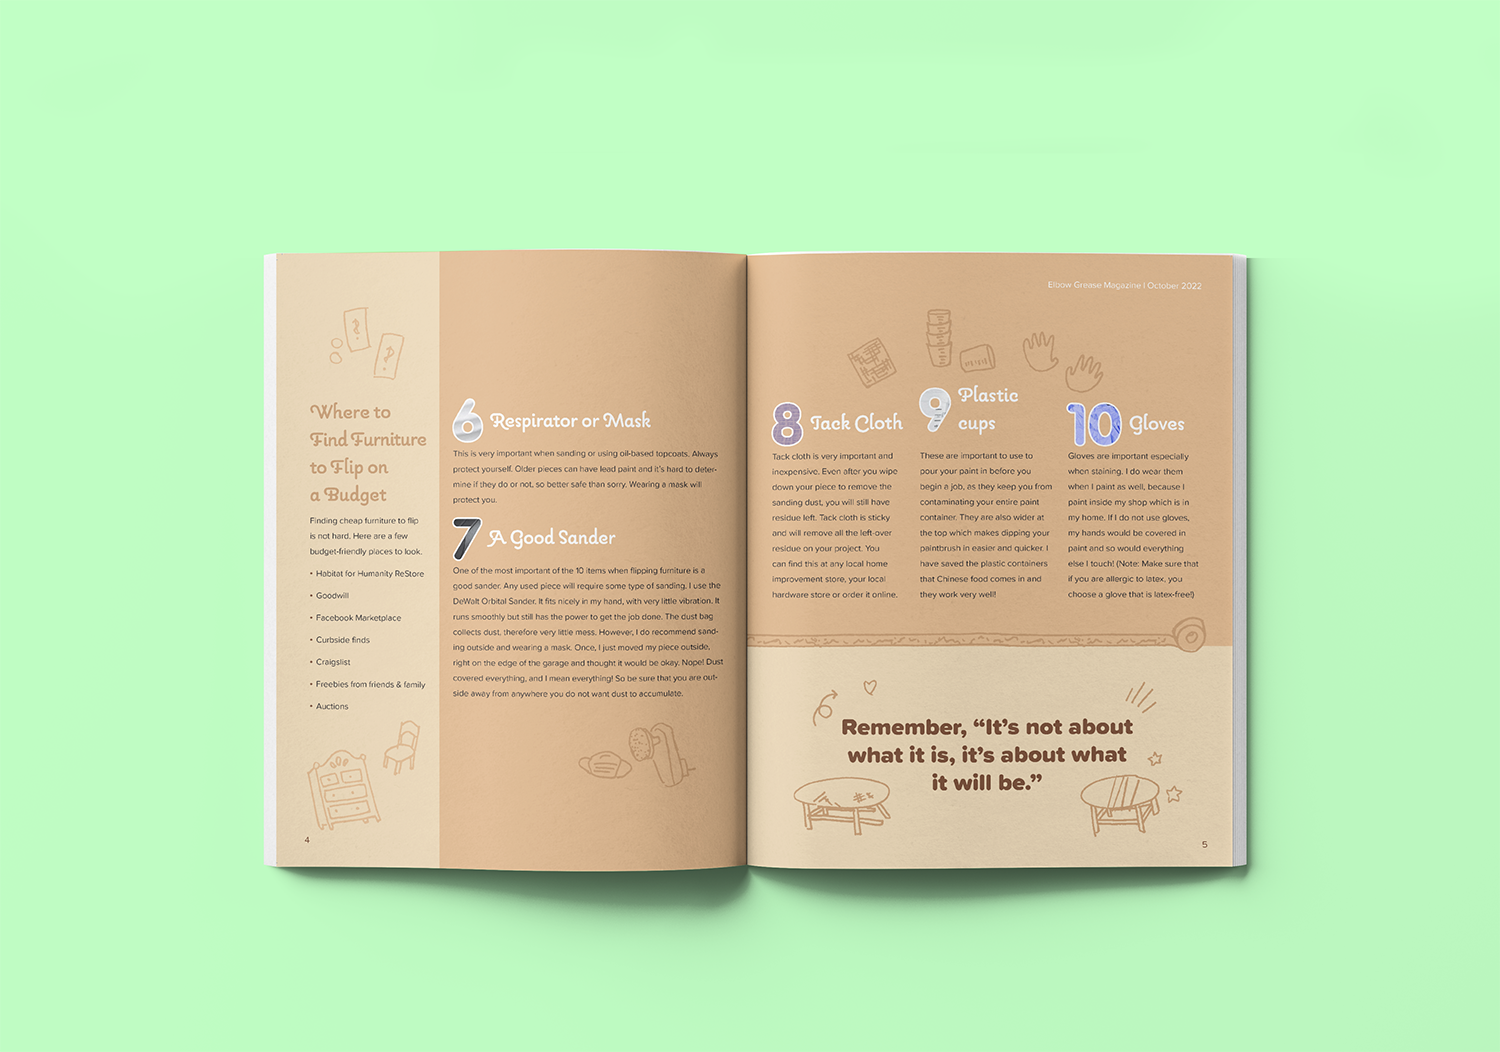 Where to
Find Furniture
to Flip on
a Budget
Finding cheap furniture to flip
is not hard. Here are a few
budget-friendly places to look.
• Habitat for Humanity ReStore
• Goodwill
• Facebook Marketplace
• Curbside finds
• Craigslist
• Freebies from friends & family
• Auctions
4
6 Respirator or Mask
This is very important when sanding or using oil-based topcoats. Always
protect yourself. Older pieces can have lead paint and it's hard to deter-
mine if they do or not, so better safe than sorry. Wearing a mask will
protect you.
7 A Good Sander
One of the most important of the 10 items when flipping furniture is a
good sander. Any used piece will require some type of sanding. I use the
DeWalt Orbital Sander. It fits nicely in my hand, with very little vibration. It
runs smoothly but still has the power to get the job done. The dust bag
collects dust, therefore very little mess. However, I do recommend sand-
ing outside and wearing a mask. Once, I just moved my piece outside,
right on the edge of the garage and thought it would be okay. Nope! Dust
covered everything, and I mean everything! So be sure that you are out-
side away from anywhere you do not want dust to accumulate.
Elbow Grease Magazine | October 2022
8 Tack Cloth
Tack cloth is very important and
inexpensive. Even after you wipe
down your piece to remove the
sanding dust, you will still have
residue left. Tack cloth is sticky
and will remove all the left-over
residue on your project. You
can find this at any local home
improvement store, your local
hardware store or order it online.
9 Plastic
cups
These are important to use to
pour your paint in before you
begin a job, as they keep you from
contaminating your entire paint
container. They are also wider at
the top which makes dipping your
paintbrush in easier and quicker. I
have saved the plastic containers
that Chinese food comes in and
they work very well!
10 Gloves
Gloves are important especially
when staining. I do wear them
when I paint as well, because I
paint inside my shop which is in
my home. If I do not use gloves,
my hands would be covered in
paint and so would everything
else I touch! (Note: Make sure that
if you are allergic to latex, you
choose a glove that is latex-free!)
Remember, “It’s not about
what it is, it’s about what
it will be.”
5